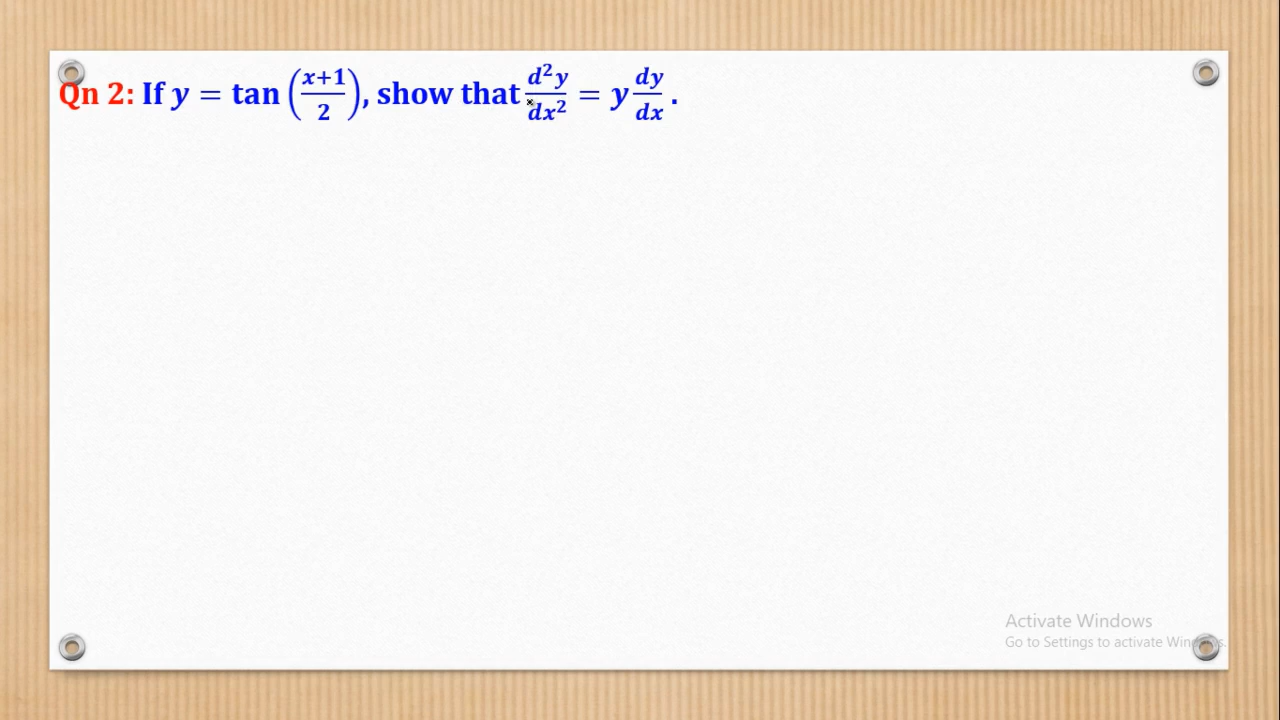 Qn 2: If y = tan((x+1)/2), show that d²y/dx² = y dy/dx.
Activate Windows
Go to Settings to activate Windows.